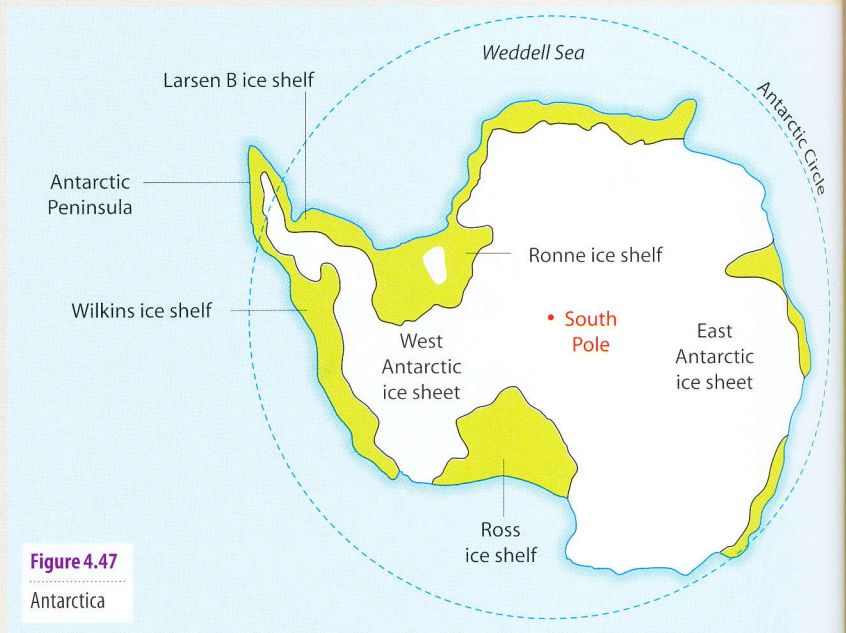 Weddell Sea
Larsen B ice shelf
Antarctic Circle
Antarctic
Peninsula
Ronne ice shelf
Wilkins ice shelf
South
Pole
West
Antarctic
ice sheet
East
Antarctic
ice sheet
Ross
ice shelf
Figure 4.47
Antarctica